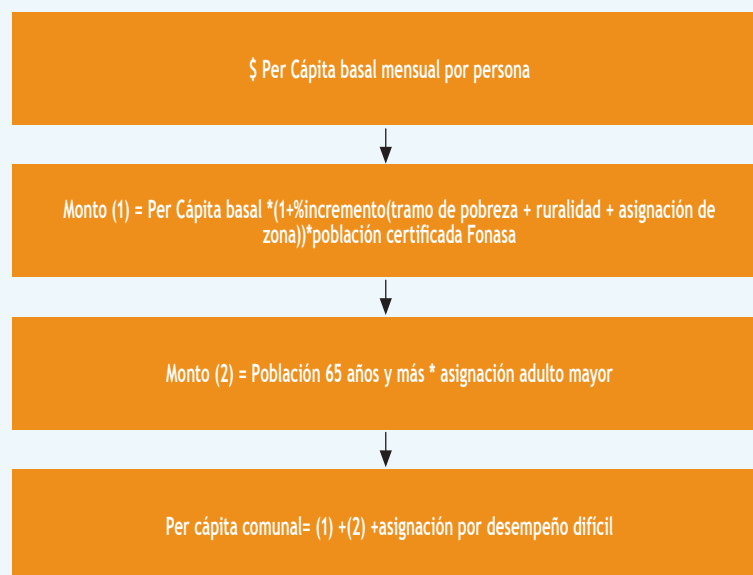 $ Per Cápita basal mensual por persona
Monto (1) = Per Cápita basal *(1+%incremento(tramo de pobreza + ruralidad + asignación de
zona))*población certificada Fonasa
Monto (2) = Población 65 años y más * asignación adulto mayor
Per cápita comunal= (1) +(2) +asignación por desempeño difícil